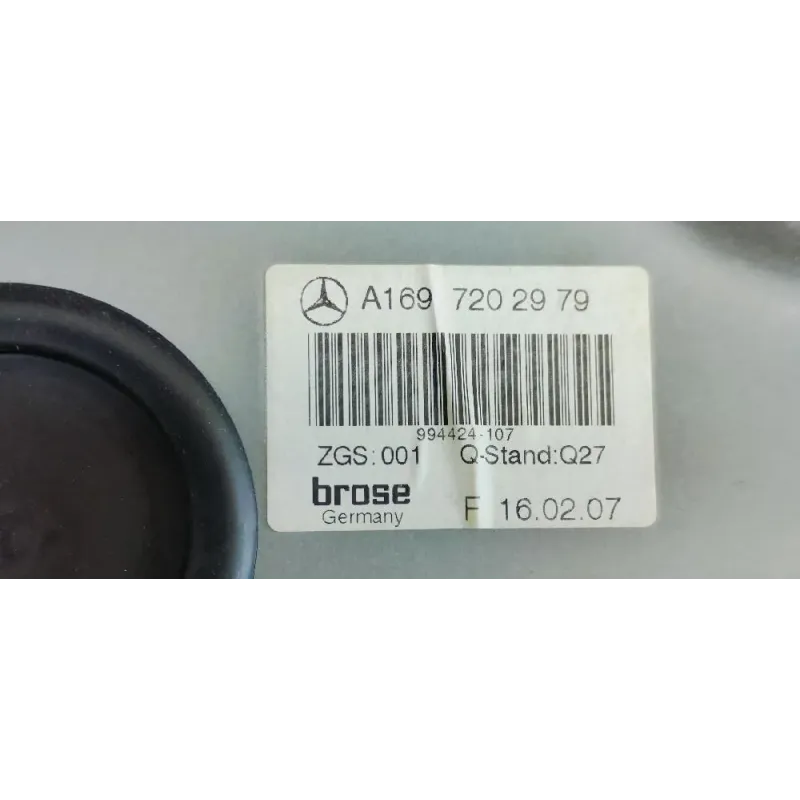 A169 720 29 79
994424-107
ZGS: 001 Q-Stand:Q27
brose
Germany F 16.02.07